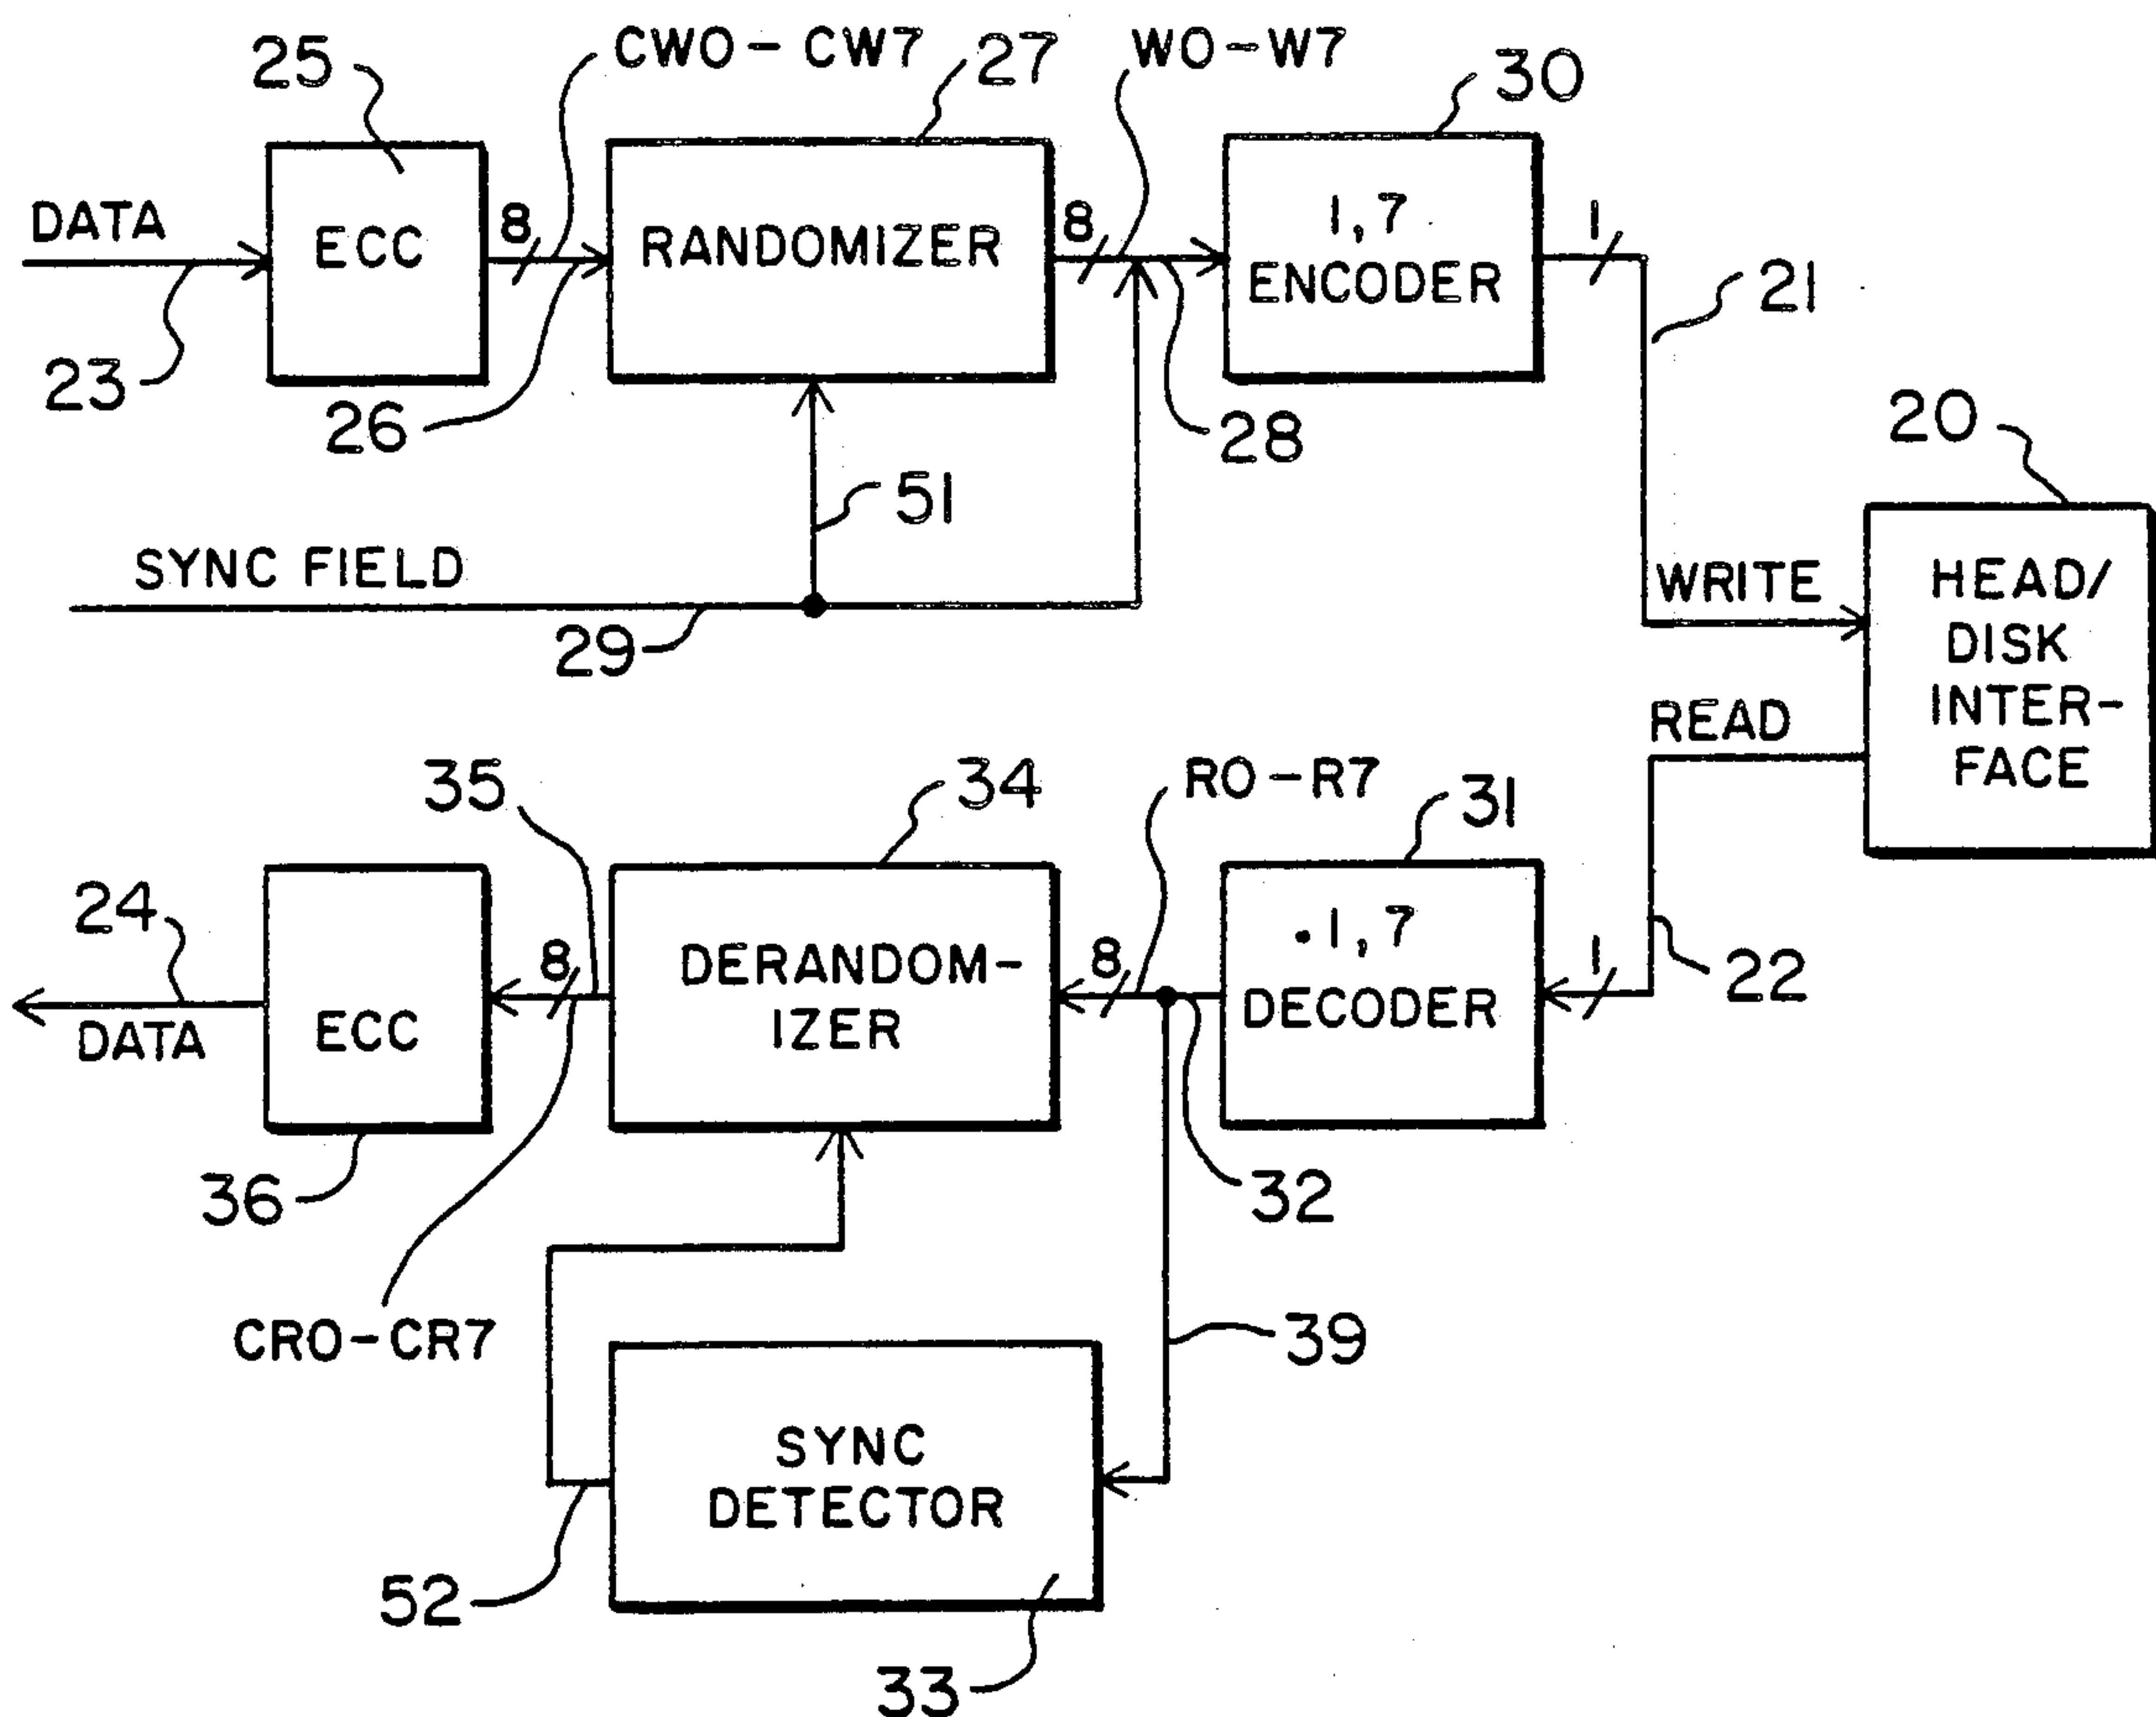 25
CW0-CW7
27
W0-W7
30
DATA
ECC
8
RANDOMIZER
8
1,7
ENCODER
1
21
23
26
28
51
20
SYNC FIELD
29
WRITE
HEAD/
DISK
INTER-
FACE
READ
35
34
R0-R7
31
24
DATA
ECC
8
DERANDOM-
IZER
8
1,7
DECODER
1
22
36
32
CR0-CR7
39
SYNC
DETECTOR
52
33